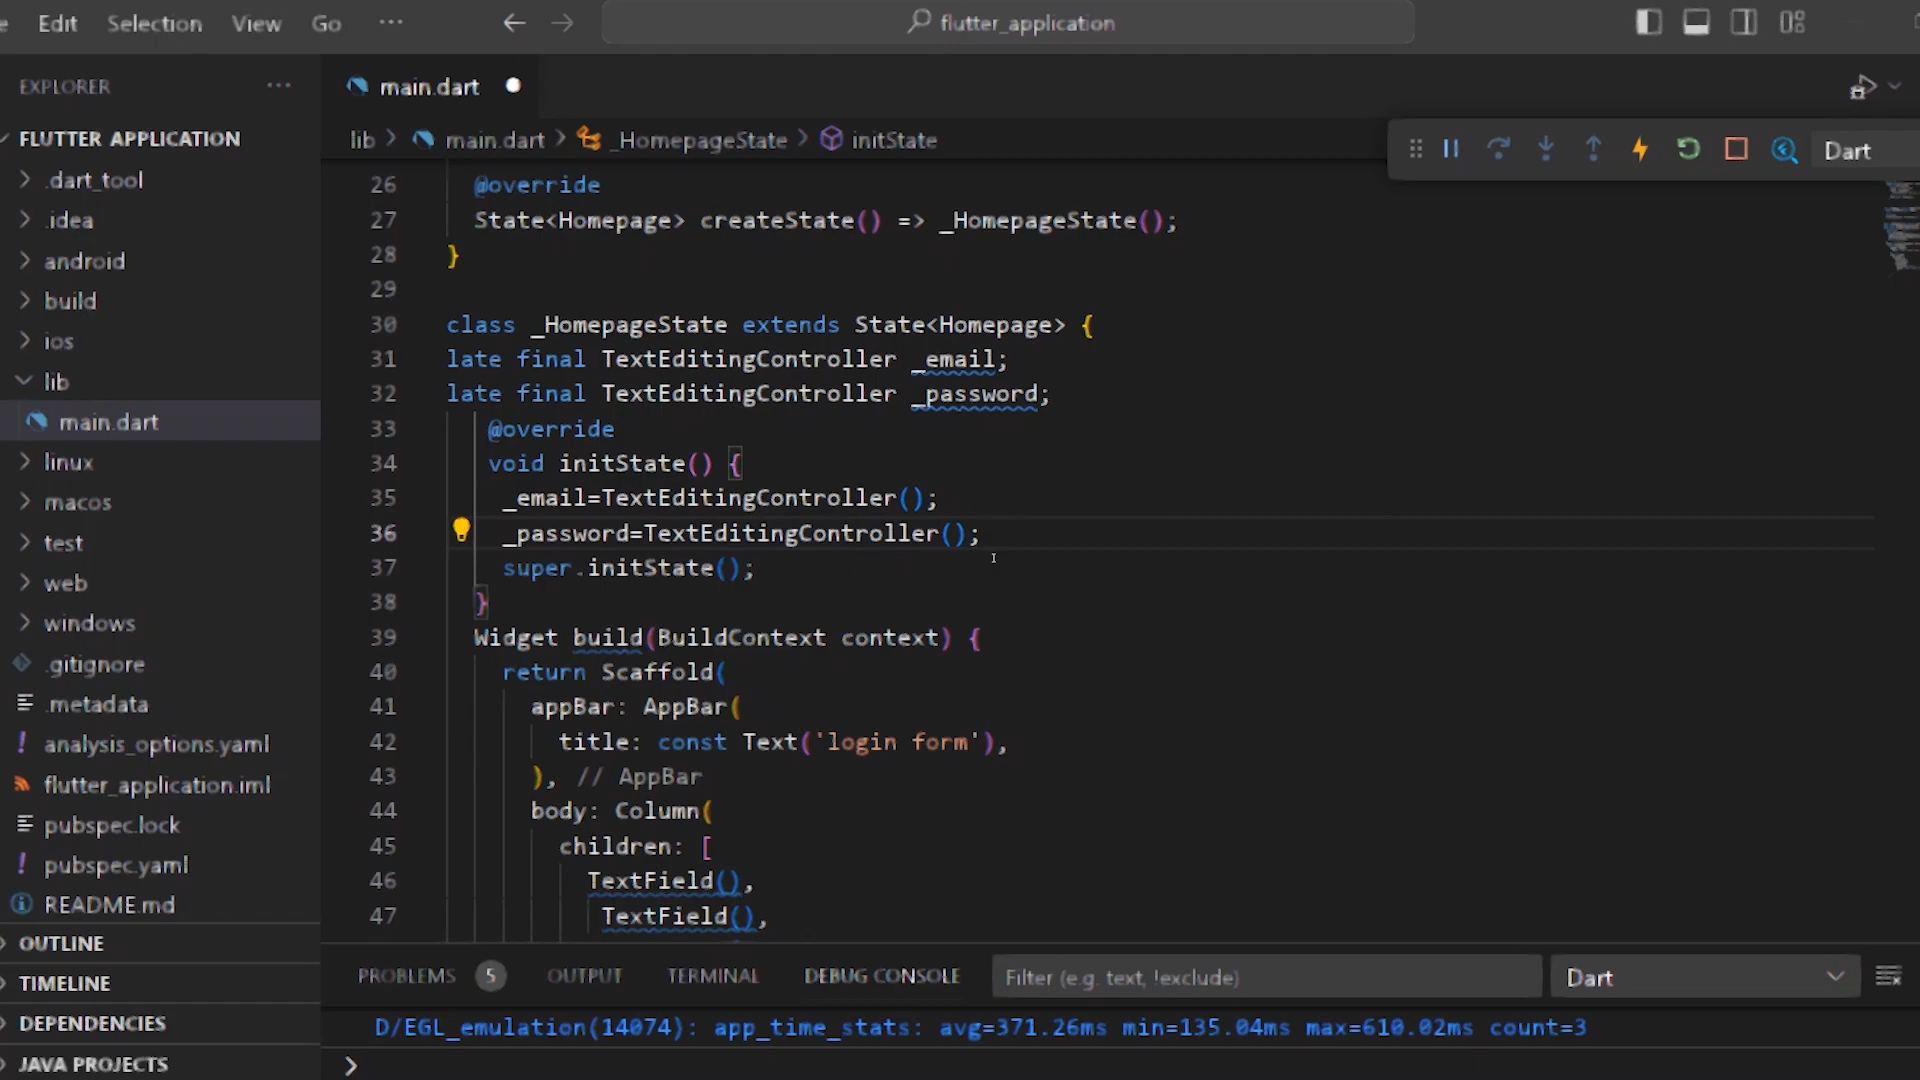 Edit Selection View Go ···
flutter_application
EXPLORER ···
FLUTTER APPLICATION
.dart_tool
.idea
android
build
ios
lib
main.dart
linux
macos
test
web
windows
.gitignore
.metadata
analysis_options.yaml
flutter_application.iml
pubspec.lock
pubspec.yaml
README.md
OUTLINE
TIMELINE
DEPENDENCIES
JAVA PROJECTS
main.dart
lib > main.dart > _HomepageState > initState
Dart
26 @override
27 State<Homepage> createState() => _HomepageState();
28 }
29
30 class _HomepageState extends State<Homepage> {
31 late final TextEditingController _email;
32 late final TextEditingController _password;
33 @override
34 void initState() {
35 _email=TextEditingController();
36 _password=TextEditingController();
37 super.initState();
38 }
39 Widget build(BuildContext context) {
40 return Scaffold(
41 appBar: AppBar(
42 title: const Text('login form'),
43 ), // AppBar
44 body: Column(
45 children: [
46 TextField(),
47 TextField(),
PROBLEMS 5 OUTPUT TERMINAL DEBUG CONSOLE Filter (e.g. text, !exclude) Dart
D/EGL_emulation(14074): app_time_stats: avg=371.26ms min=135.04ms max=610.02ms count=3
>